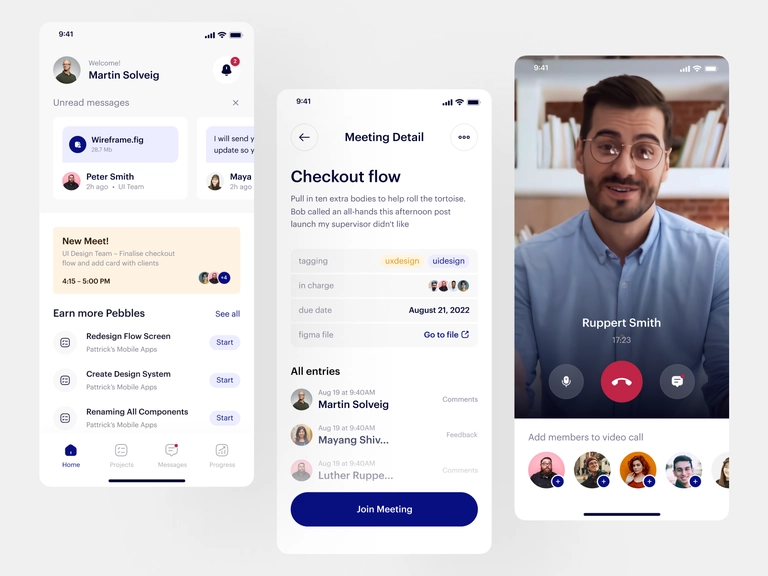 9:41
Welcome!
Martin Solveig
2
Unread messages
Wireframe.fig
28,7 Mb
Peter Smith
2h ago • UI Team
I will send y
update so y
Maya
2h ago
New Meet!
UI Design Team – Finalise checkout
flow and add card with clients
4:15 – 5:00 PM
+4
Earn more Pebbles
See all
Redesign Flow Screen
Pattrick's Mobile Apps
Start
Create Design System
Pattrick's Mobile Apps
Start
Renaming All Components
Pattrick's Mobile Apps
Start
Home
Projects
Messages
Progress
9:41
Meeting Detail
Checkout flow
Pull in ten extra bodies to help roll the tortoise.
Bob called an all-hands this afternoon post
launch my supervisor didn't like
tagging
uxdesign
uidesign
in charge
due date
August 21, 2022
figma file
Go to file
All entries
Aug 19 at 9:40AM
Martin Solveig
Comments
Aug 19 at 9:40AM
Mayang Shiv...
Feedback
Aug 19 at 9:40AM
Luther Ruppe...
Comments
Join Meeting
9:41
Ruppert Smith
17:23
Add members to video call